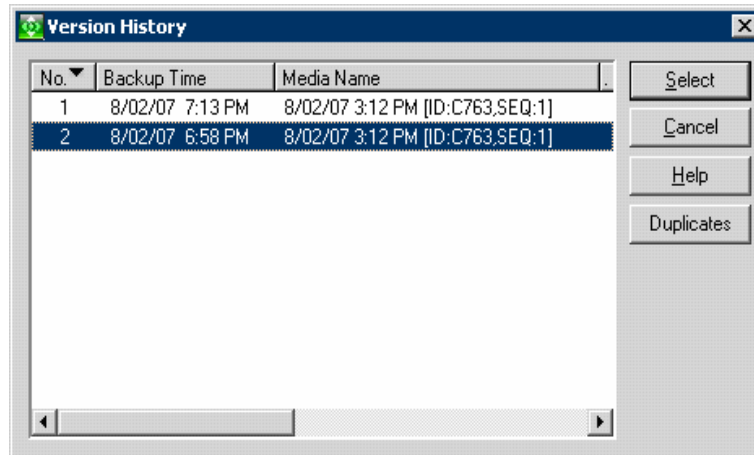 Version History
No. Backup Time Media Name .
1 8/02/07 7:13 PM 8/02/07 3:12 PM [ID:C763,SEQ:1]
2 8/02/07 6:58 PM 8/02/07 3:12 PM [ID:C763,SEQ:1]
Select
Cancel
Help
Duplicates